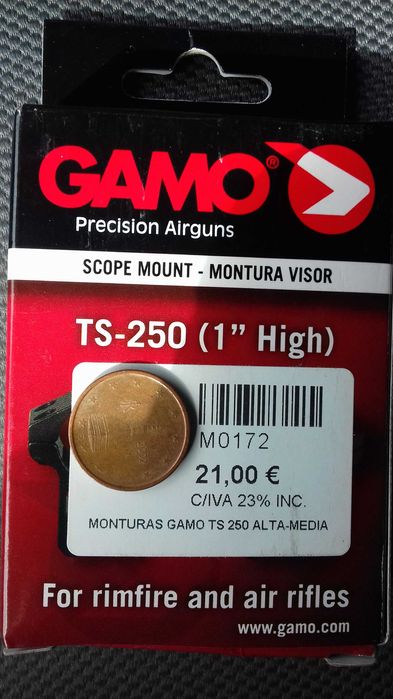 GAMO®
Precision Airguns
SCOPE MOUNT - MONTURA VISOR
TS-250 (1” High)
M0172
21,00 €
C/IVA 23% INC.
MONTURAS GAMO TS 250 ALTA-MEDIA
For rimfire and air rifles
www.gamo.com